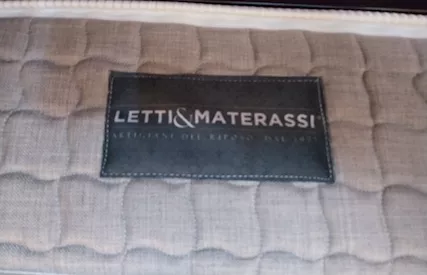 LETTI&MATERASSI
ARTIGIANI DEL RIPOSO DAL